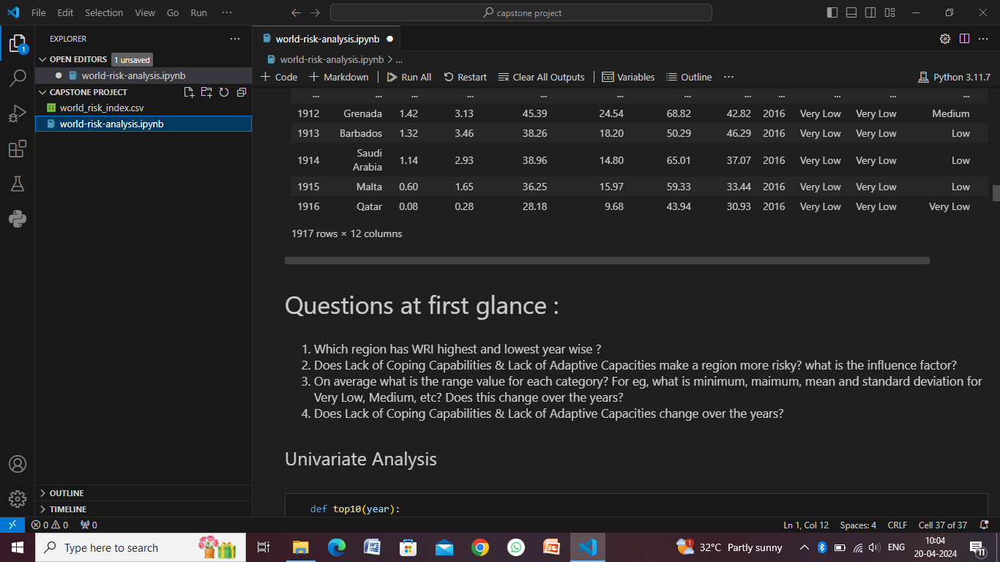 File Edit Selection View Go Run ···
capstone project
EXPLORER ···
OPEN EDITORS 1 unsaved
world-risk-analysis.ipynb
CAPSTONE PROJECT
world_risk_index.csv
world-risk-analysis.ipynb
OUTLINE
TIMELINE
1
world-risk-analysis.ipynb
world-risk-analysis.ipynb > ...
+ Code + Markdown Run All Restart Clear All Outputs Variables Outline ··· Python 3.11.7
... ... ... ... ... ... ... ... ... ... ... ...
1912 Grenada 1.42 3.13 45.39 24.54 68.82 42.82 2016 Very Low Very Low Medium
1913 Barbados 1.32 3.46 38.26 18.20 50.29 46.29 2016 Very Low Very Low Low
Saudi
1914 1.14 2.93 38.96 14.80 65.01 37.07 2016 Very Low Very Low Low
Arabia
1915 Malta 0.60 1.65 36.25 15.97 59.33 33.44 2016 Very Low Very Low Low
1916 Qatar 0.08 0.28 28.18 9.68 43.94 30.93 2016 Very Low Very Low Very Low
1917 rows × 12 columns
Questions at first glance :
1. Which region has WRI highest and lowest year wise ?
2. Does Lack of Coping Capabilities & Lack of Adaptive Capacities make a region more risky? what is the influence factor?
3. On average what is the range value for each category? For eg, what is minimum, maimum, mean and standard deviation for
Very Low, Medium, etc? Does this change over the years?
4. Does Lack of Coping Capabilities & Lack of Adaptive Capacities change over the years?
Univariate Analysis
def top10(year):
0 0 0 Ln 1, Col 12 Spaces: 4 CRLF Cell 37 of 37
Type here to search 32°C Partly sunny ENG 10:04
20-04-2024
1
11